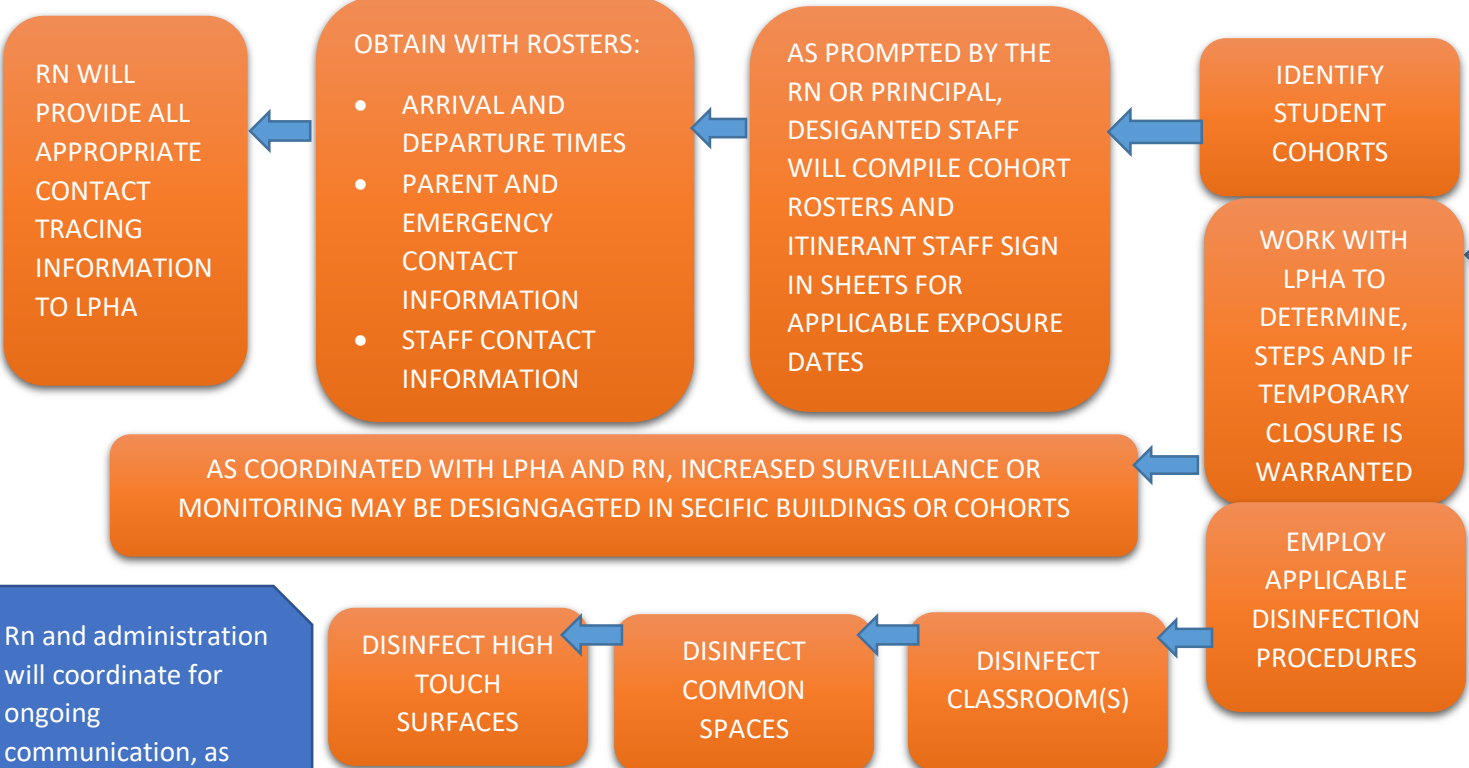 RN WILL
PROVIDE ALL
APPROPRIATE
CONTACT
TRACING
INFORMATION
TO LPHA
OBTAIN WITH ROSTERS:
• ARRIVAL AND
DEPARTURE TIMES
• PARENT AND
EMERGENCY
CONTACT
INFORMATION
• STAFF CONTACT
INFORMATION
AS PROMPTED BY THE
RN OR PRINCIPAL,
DESIGANTED STAFF
WILL COMPILE COHORT
ROSTERS AND
ITINERANT STAFF SIGN
IN SHEETS FOR
APPLICABLE EXPOSURE
DATES
IDENTIFY
STUDENT
COHORTS
WORK WITH
LPHA TO
DETERMINE,
STEPS AND IF
TEMPORARY
CLOSURE IS
WARRANTED
AS COORDINATED WITH LPHA AND RN, INCREASED SURVEILLANCE OR
MONITORING MAY BE DESIGNGAGTED IN SECIFIC BUILDINGS OR COHORTS
EMPLOY
APPLICABLE
DISINFECTION
PROCEDURES
Rn and administration
will coordinate for
ongoing
communication, as
DISINFECT HIGH
TOUCH
SURFACES
DISINFECT
COMMON
SPACES
DISINFECT
CLASSROOM(S)